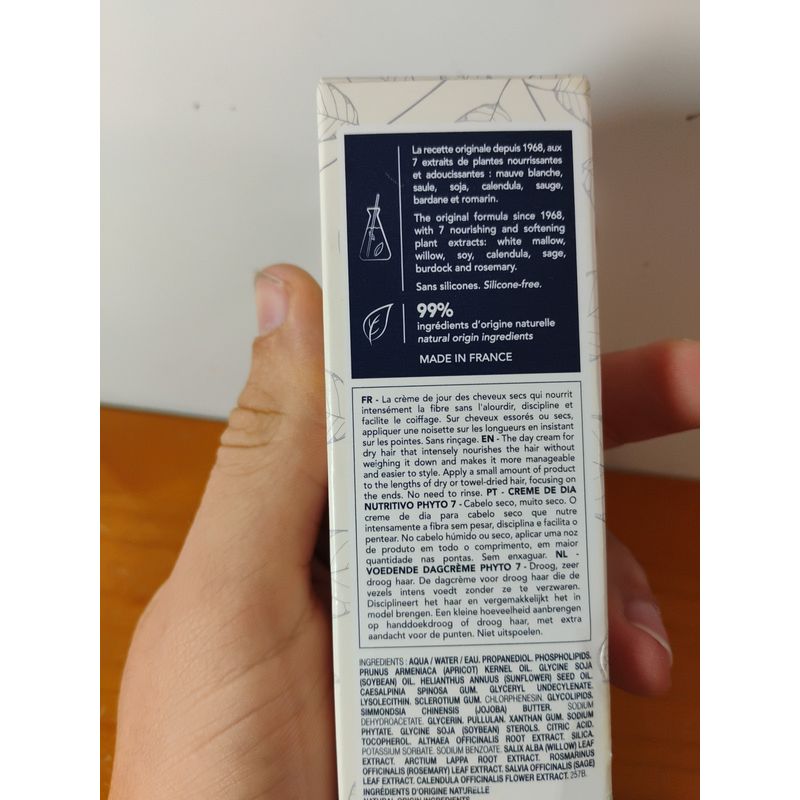 La recette originale depuis 1968, aux
7 extraits de plantes nourrissantes
et adoucissantes : mauve blanche,
saule, soja, calendula, sauge,
bardane et romarin.
The original formula since 1968,
with 7 nourishing and softening
plant extracts: white mallow,
willow, soy, calendula, sage,
burdock and rosemary.
Sans silicones. Silicone-free.
99%
ingrédients d'origine naturelle
natural origin ingredients
MADE IN FRANCE
FR - La crème de jour des cheveux secs qui nourrit
intensément la fibre sans l'alourdir, discipline et
facilite le coiffage. Sur cheveux essorés ou secs,
appliquer une noisette sur les longueurs en insistant
sur les pointes. Sans rinçage. EN - The day cream for
dry hair that intensely nourishes the hair without
weighing it down and makes it more manageable
and easier to style. Apply a small amount of product
to the lengths of dry or towel-dried hair, focusing on
the ends. No need to rinse. PT - CREME DE DIA
NUTRITIVO PHYTO 7 - Cabelo seco, muito seco. O
creme de dia para cabelo seco que nutre
intensamente a fibra sem pesar, disciplina e facilita o
pentear. No cabelo húmido ou seco, aplicar uma noz
de produto em todo o comprimento, em maior
quantidade nas pontas. Sem enxaguar. NL -
VOEDENDE DAGCRÈME PHYTO 7 - Droog, zeer
droog haar. De dagcrème voor droog haar die de
vezels intens voedt zonder ze te verzwaren.
Disciplineert het haar en vergemakkelijkt het in
model brengen. Een kleine hoeveelheid aanbrengen
op handdoekdroog of droog haar, met extra
aandacht voor de punten. Niet uitspoelen.
INGREDIENTS : AQUA / WATER / EAU. PROPANEDIOL. PHOSPHOLIPIDS.
PRUNUS ARMENIACA (APRICOT) KERNEL OIL. GLYCINE SOJA
(SOYBEAN) OIL. HELIANTHUS ANNUUS (SUNFLOWER) SEED OIL.
CAESALPINIA SPINOSA GUM. GLYCERYL UNDECYLENATE.
LYSOLECITHIN. SCLEROTIUM GUM. CHLORPHENESIN. GLYCOLIPIDS.
SIMMONDSIA CHINENSIS (JOJOBA) BUTTER. SODIUM
DEHYDROACETATE. GLYCERIN. PULLULAN. XANTHAN GUM. SODIUM
PHYTATE. GLYCINE SOJA (SOYBEAN) STEROLS. CITRIC ACID.
TOCOPHEROL. ALTHAEA OFFICINALIS ROOT EXTRACT. SILICA.
POTASSIUM SORBATE. SODIUM BENZOATE. SALIX ALBA (WILLOW) LEAF
EXTRACT. ARCTIUM LAPPA ROOT EXTRACT. ROSMARINUS
OFFICINALIS (ROSEMARY) LEAF EXTRACT. SALVIA OFFICINALIS (SAGE)
LEAF EXTRACT. CALENDULA OFFICINALIS FLOWER EXTRACT. 257B.
INGRÉDIENTS D'ORIGINE NATURELLE
NATURAL ORIGIN INGREDIENTS